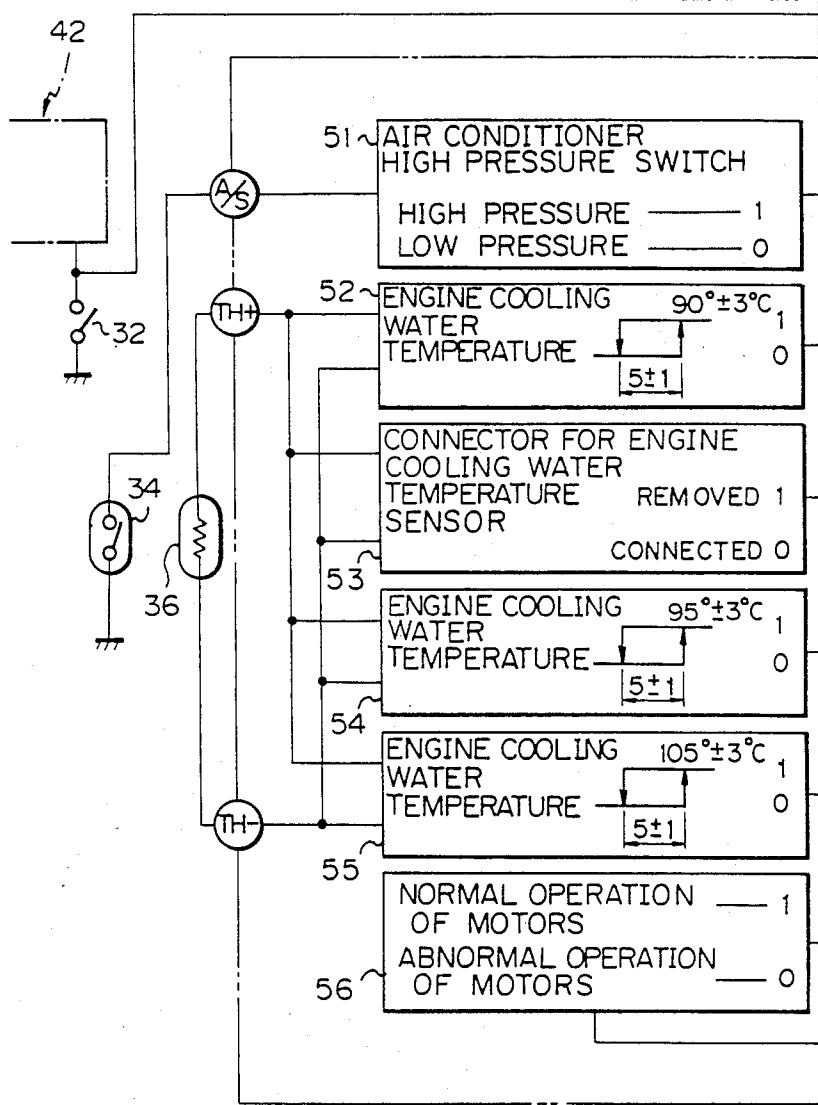 42
51
AIR CONDITIONER
HIGH PRESSURE SWITCH
A/S
HIGH PRESSURE 1
LOW PRESSURE 0
52
ENGINE COOLING
WATER
TEMPERATURE
90°±3°C
1
0
5±1
TH+
32
CONNECTOR FOR ENGINE
COOLING WATER
TEMPERATURE
SENSOR
REMOVED 1
CONNECTED 0
53
34
36
ENGINE COOLING
WATER
TEMPERATURE
95°±3°C
1
0
5±1
54
ENGINE COOLING
WATER
TEMPERATURE
105°±3°C
1
0
5±1
TH-
55
NORMAL OPERATION
OF MOTORS
1
ABNORMAL OPERATION
OF MOTORS
0
56